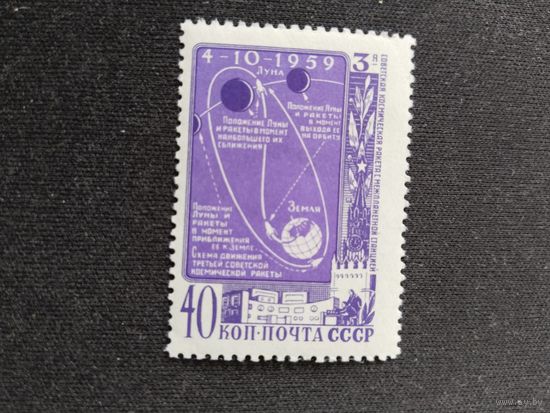 4-10-1959
ЛУНА
ПОЛОЖЕНИЕ ЛУНЫ
И РАКЕТЫ В МОМЕНТ
НАИБОЛЬШЕГО ИХ
СБЛИЖЕНИЯ
ПОЛОЖЕНИЕ ЛУНЫ
И РАКЕТЫ
В МОМЕНТ
ВЫХОДА ЕЕ
НА ОРБИТУ
ПОЛОЖЕНИЕ
ЛУНЫ И
РАКЕТЫ
В МОМЕНТ
ПРИБЛИЖЕНИЯ
ЕЕ К ЗЕМЛЕ
ЗЕМЛЯ
СХЕМА ДВИЖЕНИЯ
ТРЕТЬЕЙ СОВЕТСКОЙ
КОСМИЧЕСКОЙ РАКЕТЫ
3
СОВЕТСКАЯ КОСМИЧЕСКАЯ РАКЕТА С МЕЖПЛАНЕТНОЙ СТАНЦИЕЙ
40 КОП·ПОЧТА СССР
ay.by